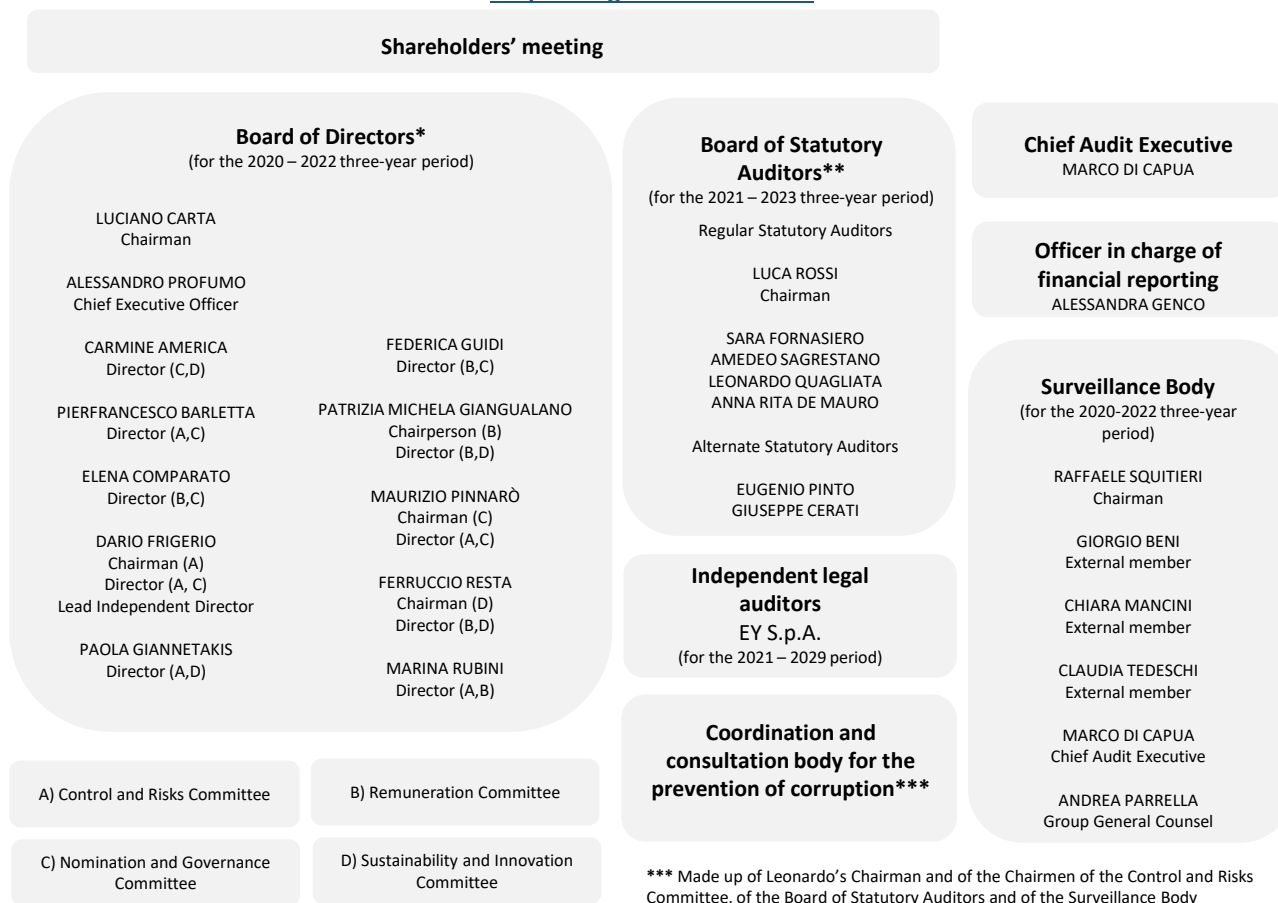 Shareholders' meeting
Board of Directors*
(for the 2020 – 2022 three-year period)
LUCIANO CARTA
Chairman
ALESSANDRO PROFUMO
Chief Executive Officer
CARMINE AMERICA
Director (C,D)
PIERFRANCESCO BARLETTA
Director (A,C)
ELENA COMPARATO
Director (B,C)
DARIO FRIGERIO
Chairman (A)
Director (A, C)
Lead Independent Director
PAOLA GIANNETAKIS
Director (A,D)
FEDERICA GUIDI
Director (B,C)
PATRIZIA MICHELA GIANGUALANO
Chairperson (B)
Director (B,D)
MAURIZIO PINNARÒ
Chairman (C)
Director (A,C)
FERRUCCIO RESTA
Chairman (D)
Director (B,D)
MARINA RUBINI
Director (A,B)
A) Control and Risks Committee
B) Remuneration Committee
C) Nomination and Governance
Committee
D) Sustainability and Innovation
Committee
Board of Statutory
Auditors**
(for the 2021 – 2023 three-year period)
Regular Statutory Auditors
LUCA ROSSI
Chairman
SARA FORNASIERO
AMEDEO SAGRESTANO
LEONARDO QUAGLIATA
ANNA RITA DE MAURO
Alternate Statutory Auditors
EUGENIO PINTO
GIUSEPPE CERATI
Independent legal
auditors
EY S.p.A.
(for the 2021 – 2029 period)
Coordination and
consultation body for the
prevention of corruption***
Chief Audit Executive
MARCO DI CAPUA
Officer in charge of
financial reporting
ALESSANDRA GENCO
Surveillance Body
(for the 2020-2022 three-year
period)
RAFFAELE SQUITIERI
Chairman
GIORGIO BENI
External member
CHIARA MANCINI
External member
CLAUDIA TEDESCHI
External member
MARCO DI CAPUA
Chief Audit Executive
ANDREA PARRELLA
Group General Counsel
*** Made up of Leonardo's Chairman and of the Chairmen of the Control and Risks
Committee, of the Board of Statutory Auditors and of the Surveillance Body